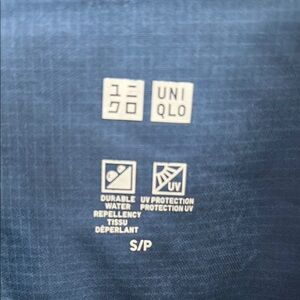 ユニ UNI
クロ QLO
UV
DURABLE
WATER
REPELLENCY
TISSU
DÉPERLANT
UV PROTECTION
PROTECTION UV
S/P